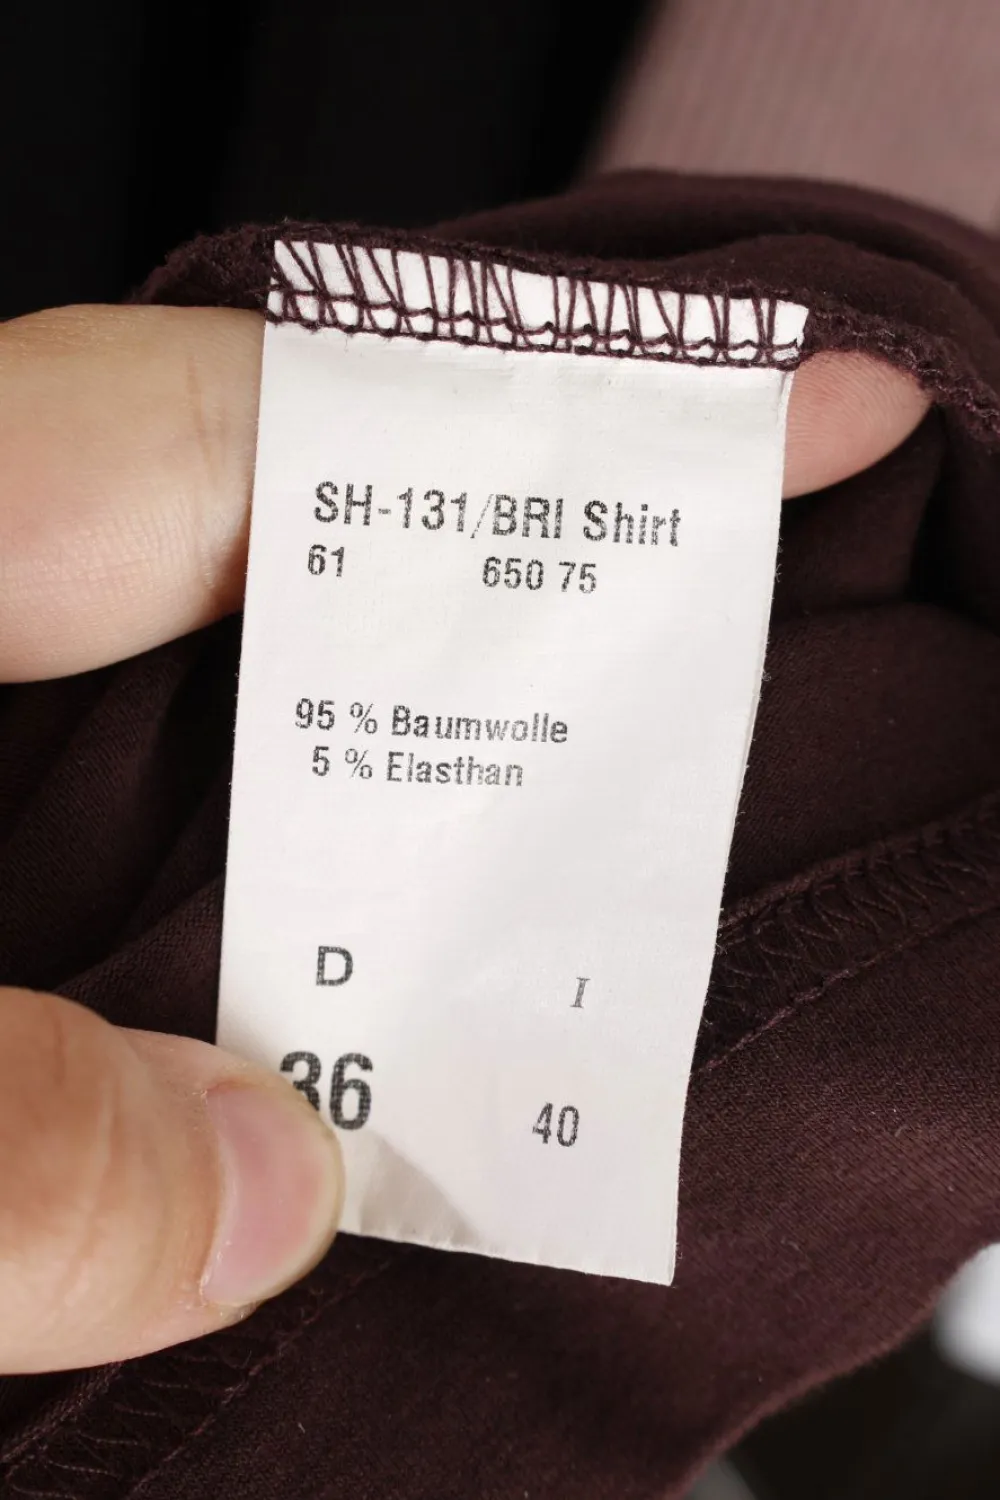 SH-131/BRI Shirt
61 650 75
95 % Baumwolle
5 % Elasthan
D I
36 40